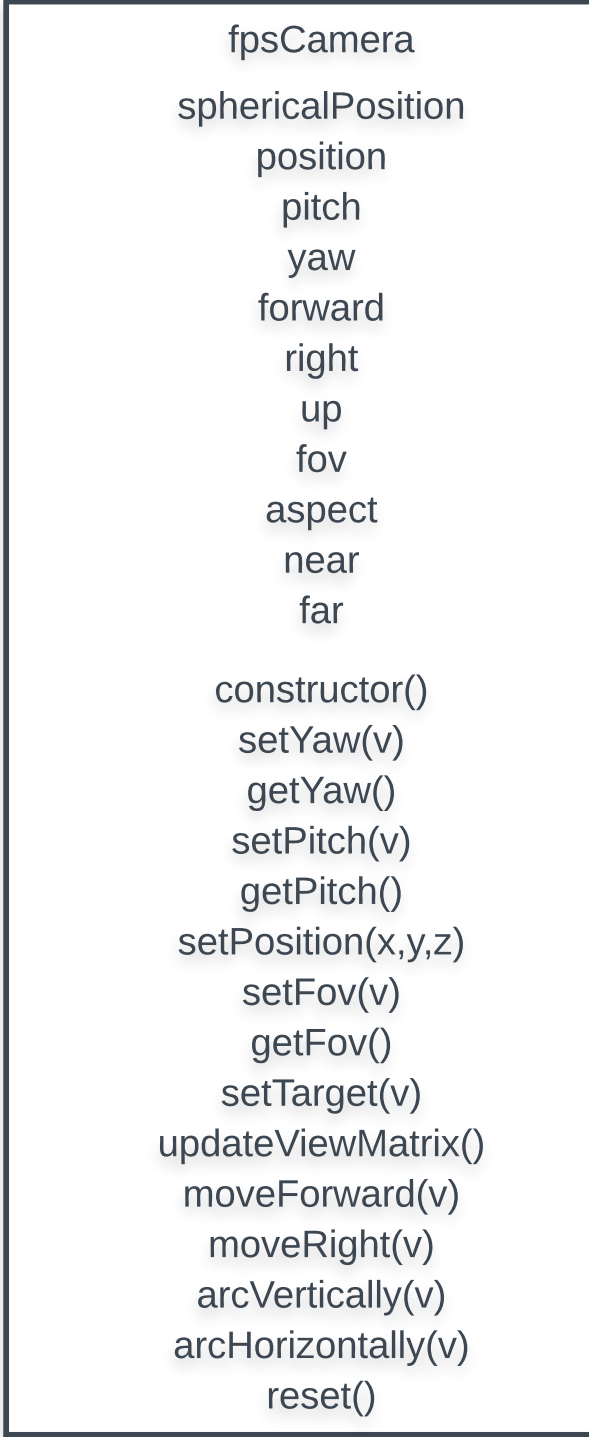 fpsCamera
sphericalPosition
position
pitch
yaw
forward
right
up
fov
aspect
near
far
constructor()
setYaw(v)
getYaw()
setPitch(v)
getPitch()
setPosition(x,y,z)
setFov(v)
getFov()
setTarget(v)
updateViewMatrix()
moveForward(v)
moveRight(v)
arcVertically(v)
arcHorizontally(v)
reset()